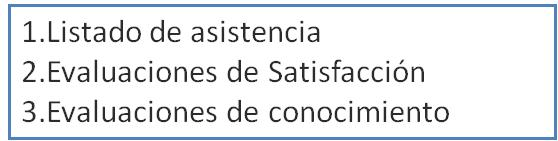 1.Listado de asistencia
2.Evaluaciones de Satisfacción
3.Evaluaciones de conocimiento